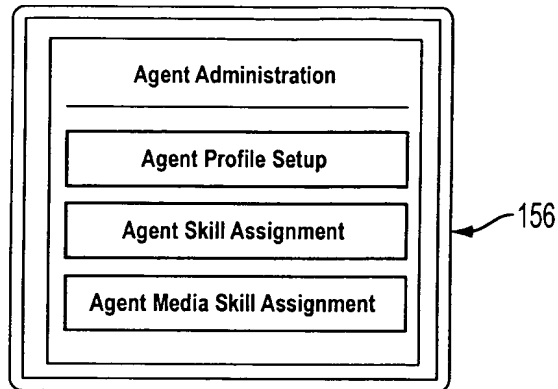 Agent Administration
Agent Profile Setup
Agent Skill Assignment
156
Agent Media Skill Assignment